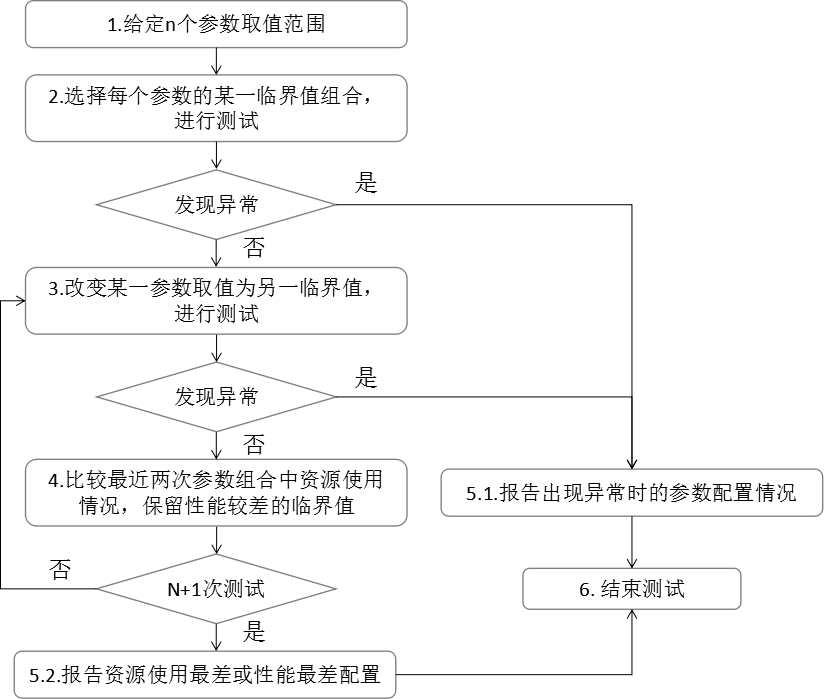 1.给定n个参数取值范围
2.选择每个参数的某一临界值组合，
进行测试
是
发现异常
否
3.改变某一参数取值为另一临界值，
进行测试
是
发现异常
否
4.比较最近两次参数组合中资源使用
情况，保留性能较差的临界值
5.1.报告出现异常时的参数配置情况
否
N+1次测试
6. 结束测试
是
5.2.报告资源使用最差或性能最差配置